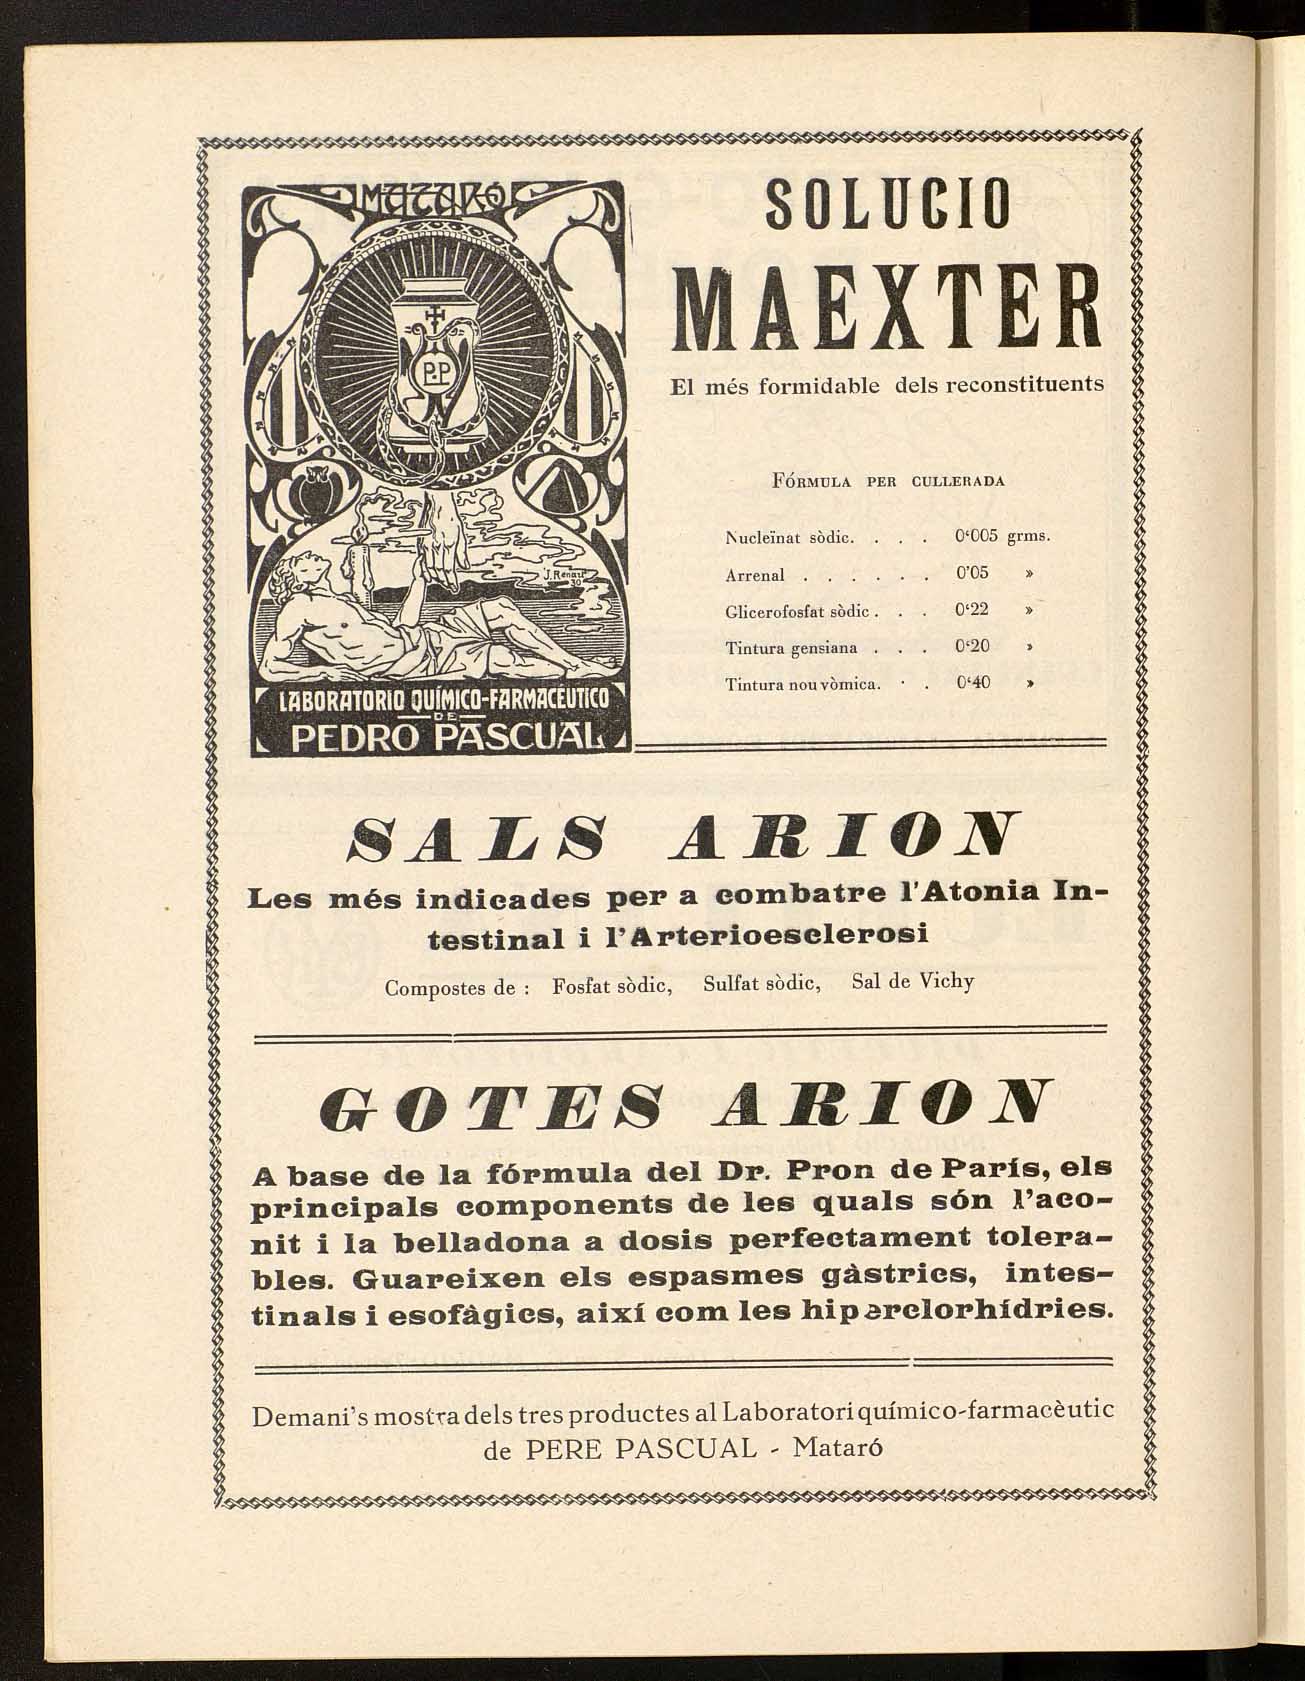 MATARÓ
P.P
J. Renau
30
LABORATORIO QUÍMICO-FARMACÉUTICO
DE
PEDRO PASCUAL
SOLUCIO
MAEXTER
El més formidable dels reconstituents
FÓRMULA PER CULLERADA
Nucleïnat sòdic. . . . 0‘005 grms.
Arrenal . . . . . . 0’05 »
Glicerofosfat sòdic . . . 0‘22 »
Tintura gensiana . . . 0‘20 »
Tintura nou vòmica. . . 0‘40 »
SALS ARION
Les més indicades per a combatre l'Atonia In-
testinal i l'Arterioesclerosi
Compostes de : Fosfat sòdic, Sulfat sòdic, Sal de Vichy
GOTES ARION
A base de la fórmula del Dr. Pron de París, els
principals components de les quals són l'aco-
nit i la belladona a dosis perfectament tolera-
bles. Guareixen els espasmes gàstrics, intes-
tinals i esofàgics, així com les hiperclorhídries.
Demani's mostra dels tres productes al Laboratori químico-farmacèutic
de PERE PASCUAL - Mataró